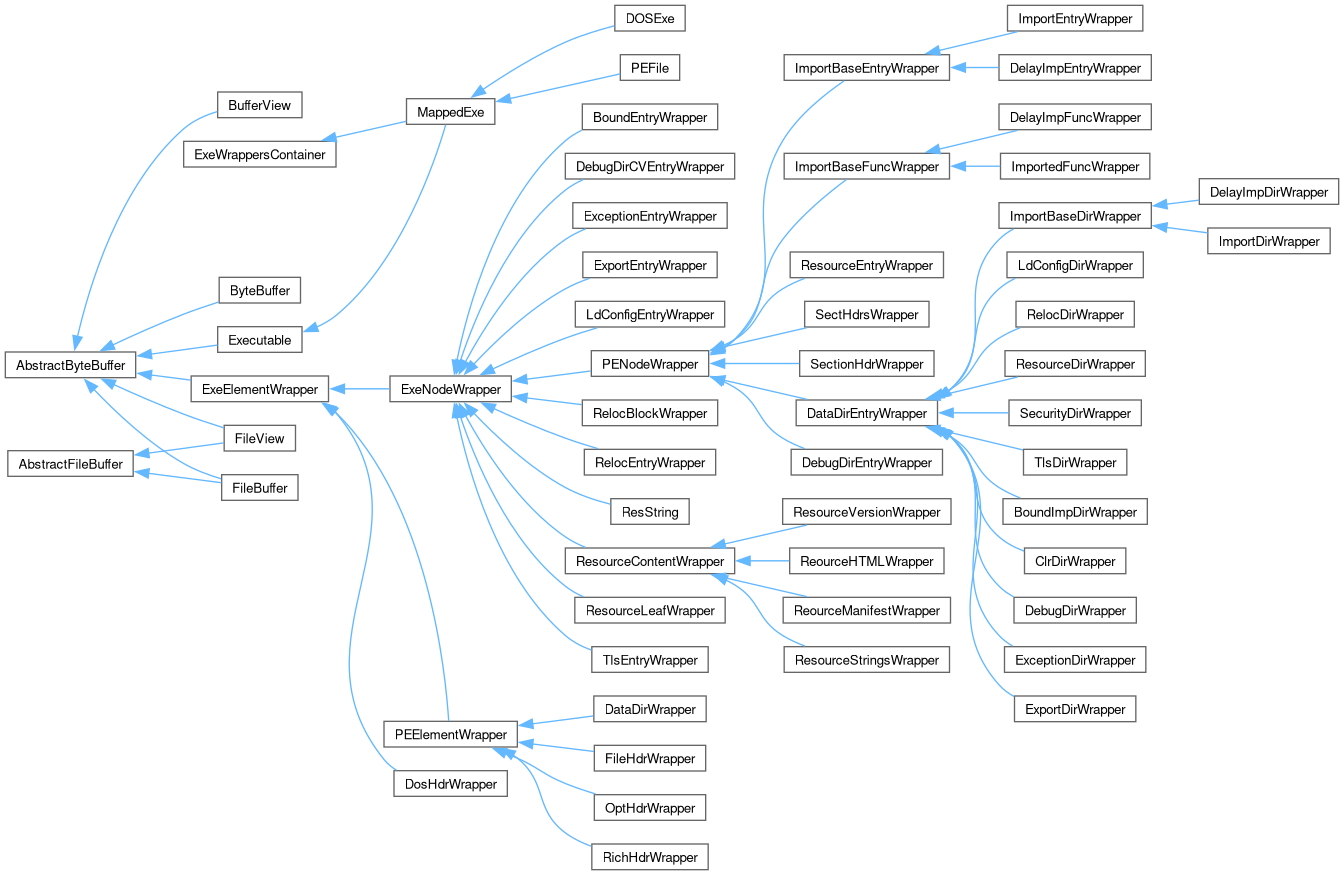 DOSExe
ImportEntryWrapper
PEFile
ImportBaseEntryWrapper
DelayImpEntryWrapper
BufferView
MappedExe
BoundEntryWrapper
DelayImpFuncWrapper
ExeWrappersContainer
DebugDirCVEntryWrapper
ImportBaseFuncWrapper
ImportedFuncWrapper
DelayImpDirWrapper
ExceptionEntryWrapper
ImportBaseDirWrapper
ImportDirWrapper
ExportEntryWrapper
ResourceEntryWrapper
LdConfigDirWrapper
ByteBuffer
LdConfigEntryWrapper
SectHdrsWrapper
RelocDirWrapper
Executable
AbstractByteBuffer
PENodeWrapper
SectionHdrWrapper
ResourceDirWrapper
ExeElementWrapper
ExeNodeWrapper
RelocBlockWrapper
DataDirEntryWrapper
SecurityDirWrapper
FileView
AbstractFileBuffer
RelocEntryWrapper
DebugDirEntryWrapper
TlsDirWrapper
FileBuffer
ResString
ResourceVersionWrapper
BoundImpDirWrapper
ResourceContentWrapper
ReourceHTMLWrapper
ClrDirWrapper
ResourceLeafWrapper
ReourceManifestWrapper
DebugDirWrapper
TlsEntryWrapper
ResourceStringsWrapper
ExceptionDirWrapper
DataDirWrapper
ExportDirWrapper
PEElementWrapper
FileHdrWrapper
DosHdrWrapper
OptHdrWrapper
RichHdrWrapper